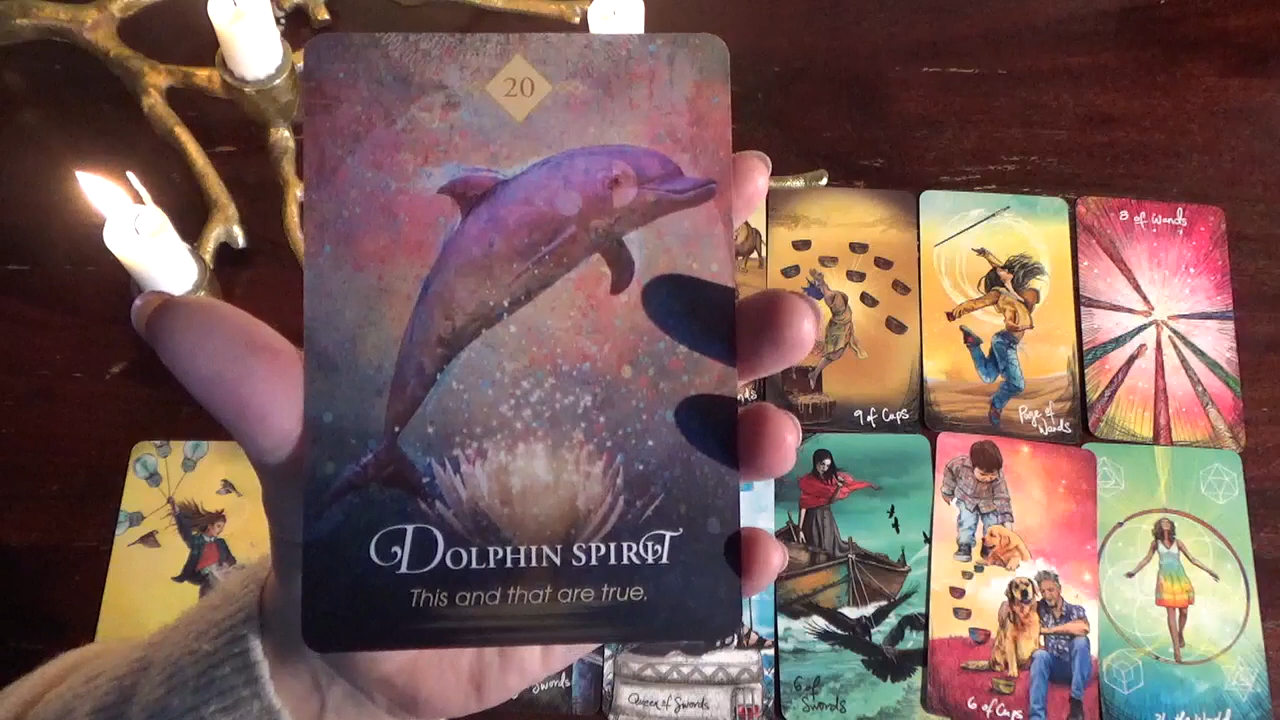 20
DOLPHIN SPIRIT
This and that are true.
8 of Wands
9 of Cups
Page of
Wands
Queen of Swords
6 of
Swords
6 of Cups